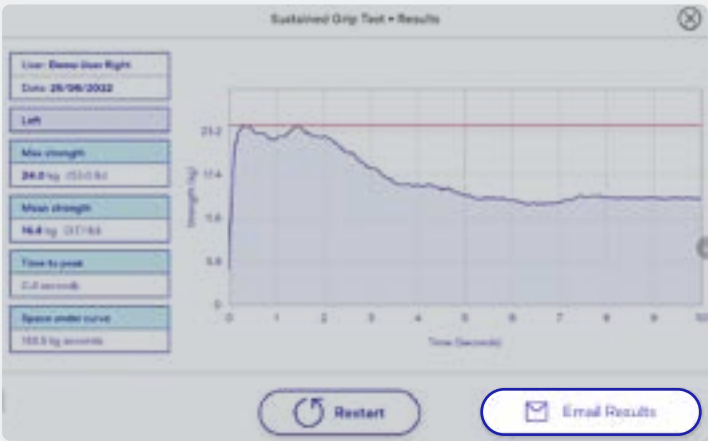 Sustained Grip Test • Results
User: Demo User Right
Date: 25/06/2022
Left
Max strength
24.0 kg
Mean strength
16.4 kg
Time to peak
seconds
Space under curve
kg seconds
Strength (kg)
23.2
17.4
11.6
5.8
0
0 1 2 3 4 5 6 7 8 9 10
Time (Seconds)
Restart
Email Results